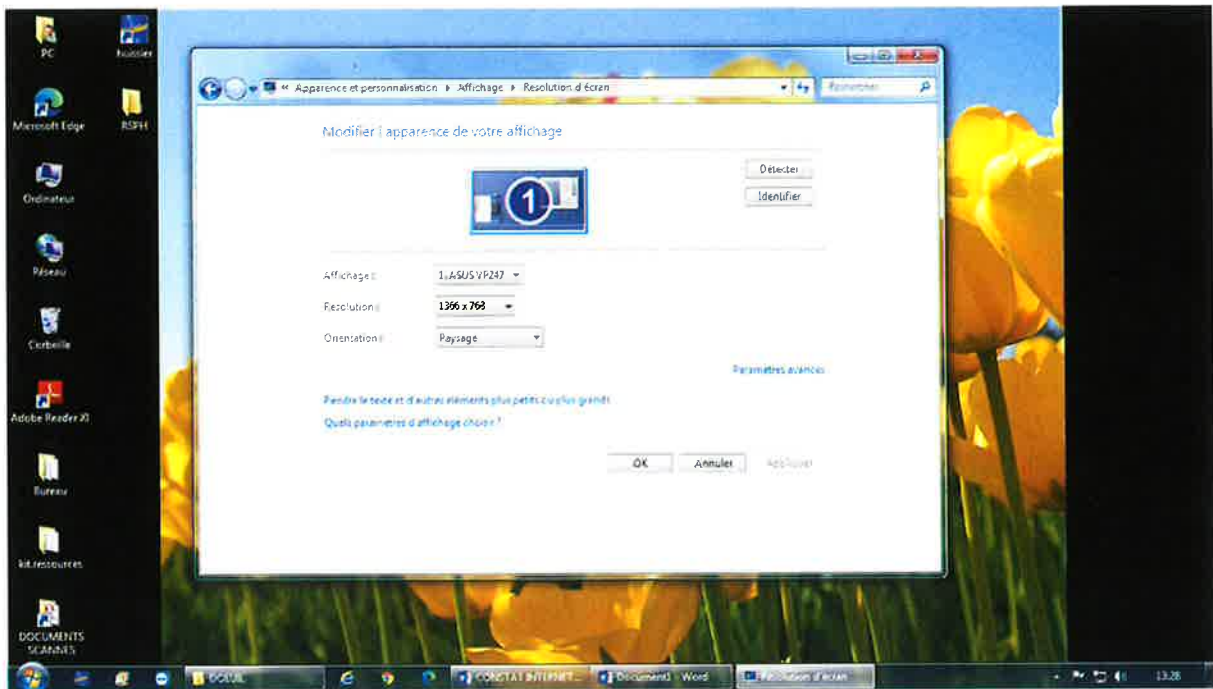 PC
huissier
Microsoft Edge
RSPH
Ordinateur
Réseau
Corbeille
Adobe Reader XI
Bureau
kit.ressources
DOCUMENTS
SCANNES
« Apparence et personnalisation ▸ Affichage ▸ Résolution d'écran
Rechercher
Modifier l'apparence de votre affichage
1
Détecter
Identifier
Affichage :
1. ASUS VP247
Résolution :
1366 x 768
Orientation :
Paysage
Paramètres avancés
Rendre le texte et d'autres éléments plus petits ou plus grands
Quels paramètres d'affichage choisir ?
OK
Annuler
Appliquer
CONSTAT INTERNET...
Document1 - Word
Résolution d'écran
13:28